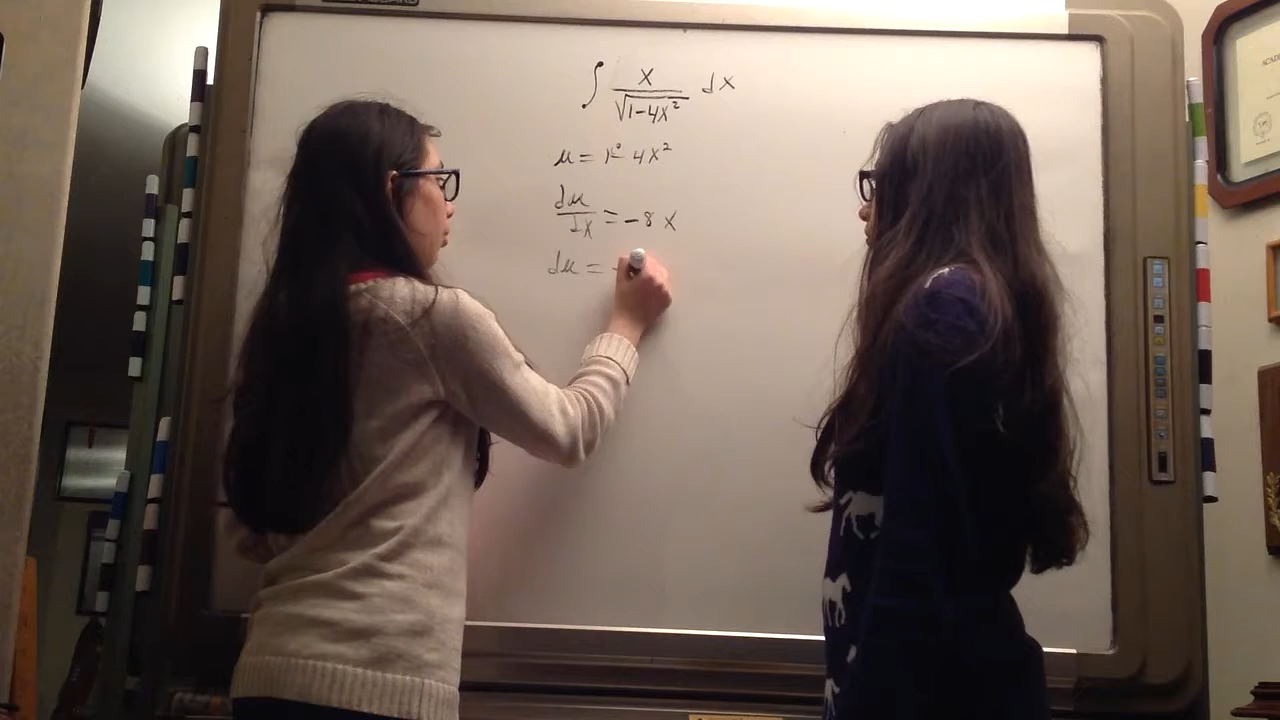 ∫ x/√(1-4x²) dx
u = 1 - 4x²
du/dx = -8x
du = -